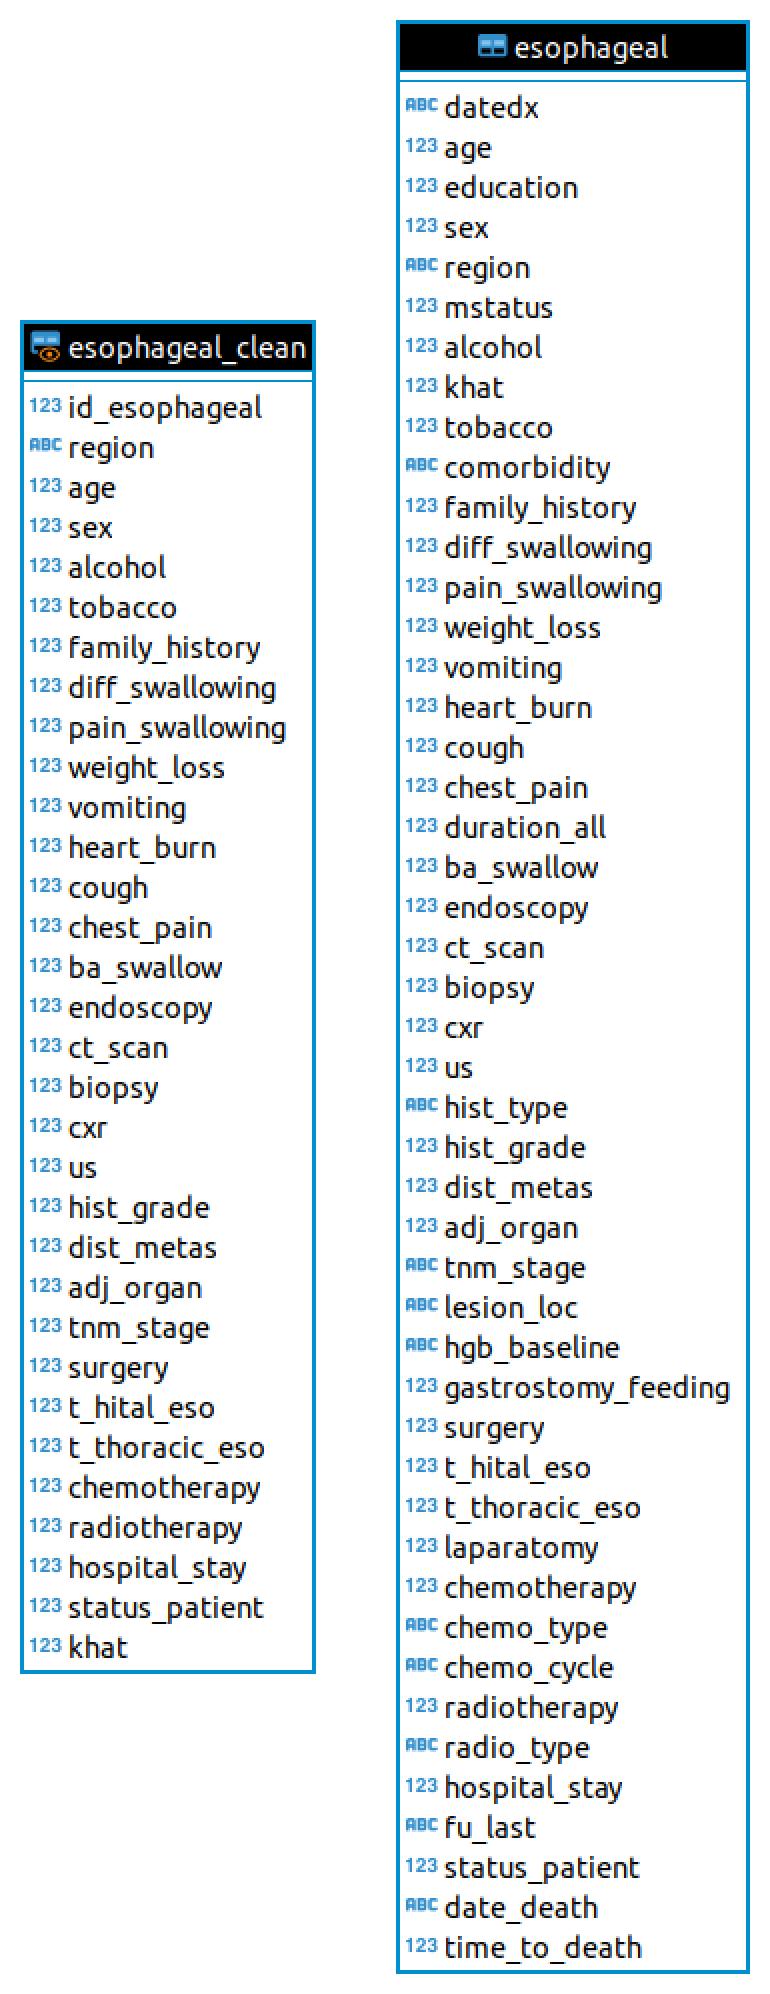 esophageal_clean
123 id_esophageal
ABC region
123 age
123 sex
123 alcohol
123 tobacco
123 family_history
123 diff_swallowing
123 pain_swallowing
123 weight_loss
123 vomiting
123 heart_burn
123 cough
123 chest_pain
123 ba_swallow
123 endoscopy
123 ct_scan
123 biopsy
123 cxr
123 us
123 hist_grade
123 dist_metas
123 adj_organ
123 tnm_stage
123 surgery
123 t_hital_eso
123 t_thoracic_eso
123 chemotherapy
123 radiotherapy
123 hospital_stay
123 status_patient
123 khat
esophageal
ABC datedx
123 age
123 education
123 sex
ABC region
123 mstatus
123 alcohol
123 khat
123 tobacco
ABC comorbidity
123 family_history
123 diff_swallowing
123 pain_swallowing
123 weight_loss
123 vomiting
123 heart_burn
123 cough
123 chest_pain
123 duration_all
123 ba_swallow
123 endoscopy
123 ct_scan
123 biopsy
123 cxr
123 us
ABC hist_type
123 hist_grade
123 dist_metas
123 adj_organ
ABC tnm_stage
ABC lesion_loc
ABC hgb_baseline
123 gastrostomy_feeding
123 surgery
123 t_hital_eso
123 t_thoracic_eso
123 laparatomy
123 chemotherapy
ABC chemo_type
ABC chemo_cycle
123 radiotherapy
ABC radio_type
123 hospital_stay
ABC fu_last
123 status_patient
ABC date_death
123 time_to_death